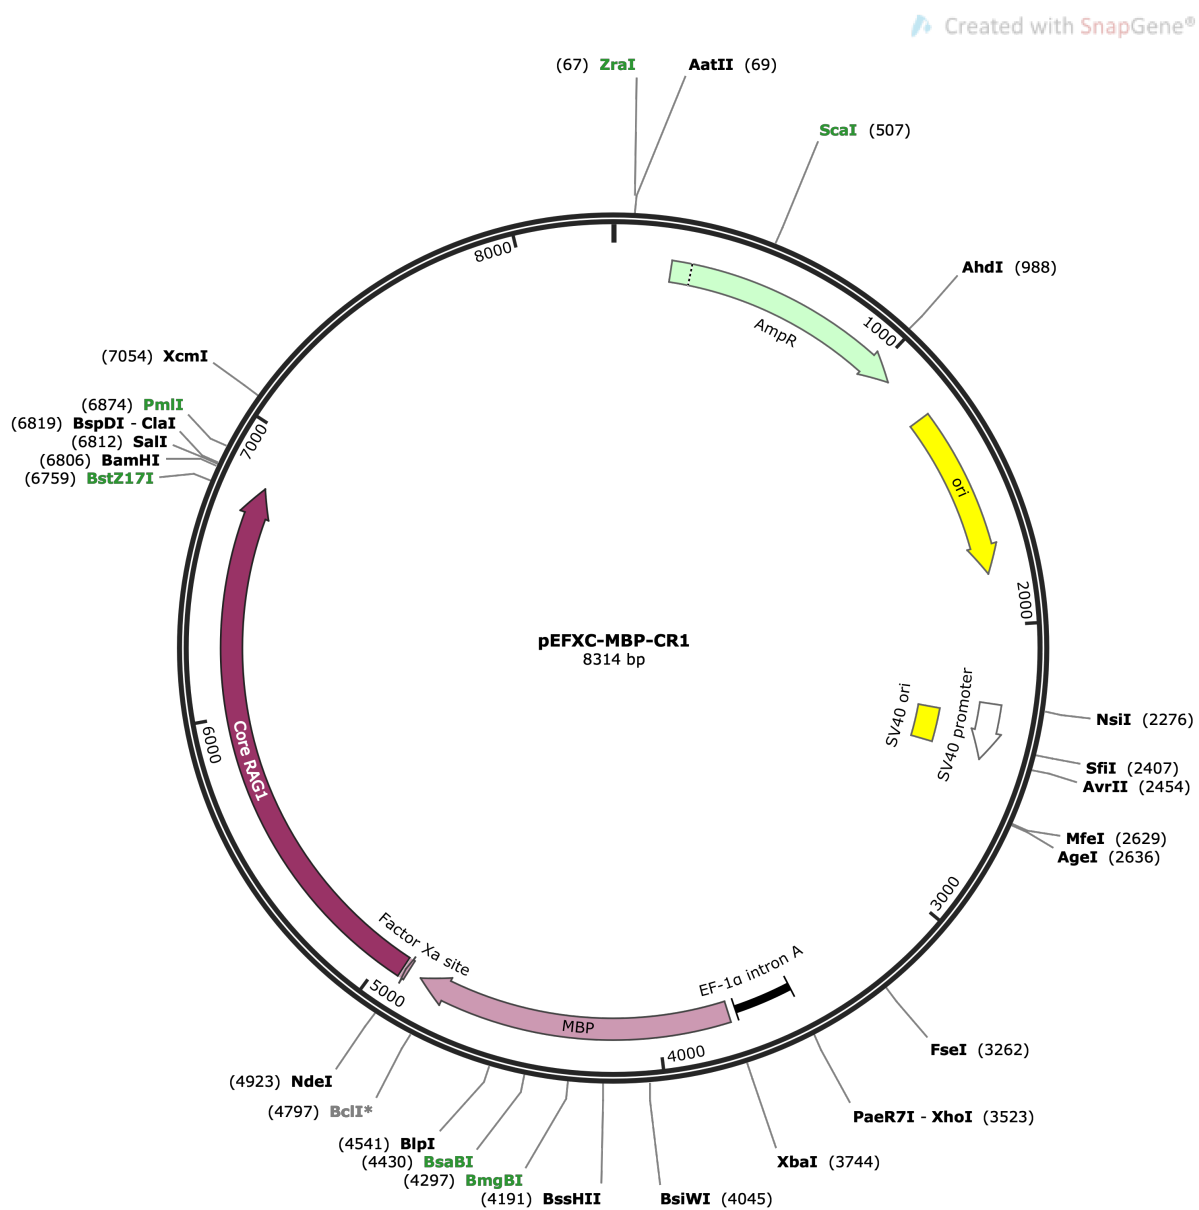 Created with SnapGene®
(67) ZraI
AatII (69)
ScaI (507)
AhdI (988)
8000
1000
AmpR
(7054) XcmI
(6874) PmlI
(6819) BspDI - ClaI
(6812) SalI
(6806) BamHI
(6759) BstZ17I
7000
ori
2000
pEFXC-MBP-CR1
8314 bp
SV40 ori
SV40 promoter
NsiI (2276)
SfiI (2407)
AvrII (2454)
MfeI (2629)
AgeI (2636)
6000
Core RAG1
3000
Factor Xa site
EF-1α intron A
5000
MBP
4000
FseI (3262)
(4923) NdeI
(4797) BclI*
PaeR7I - XhoI (3523)
(4541) BlpI
(4430) BsaBI
(4297) BmgBI
(4191) BssHII
BsiWI (4045)
XbaI (3744)